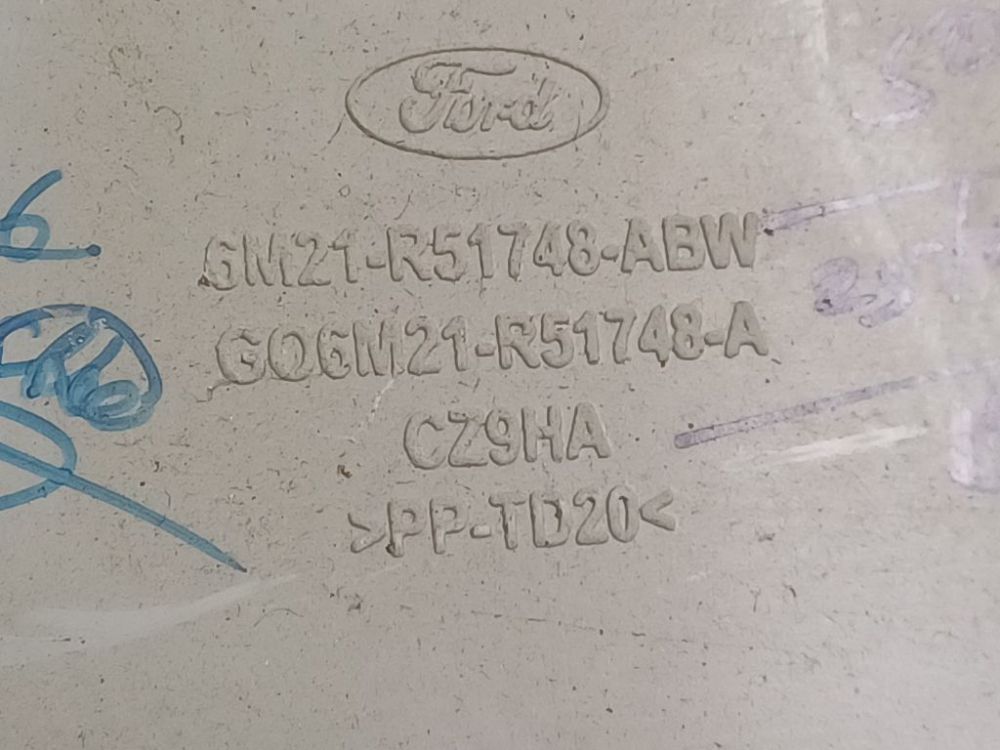 Ford
6M21-R51748-ABW
GO6M21-R51748-A
CZ9HA
>PP-TD20<